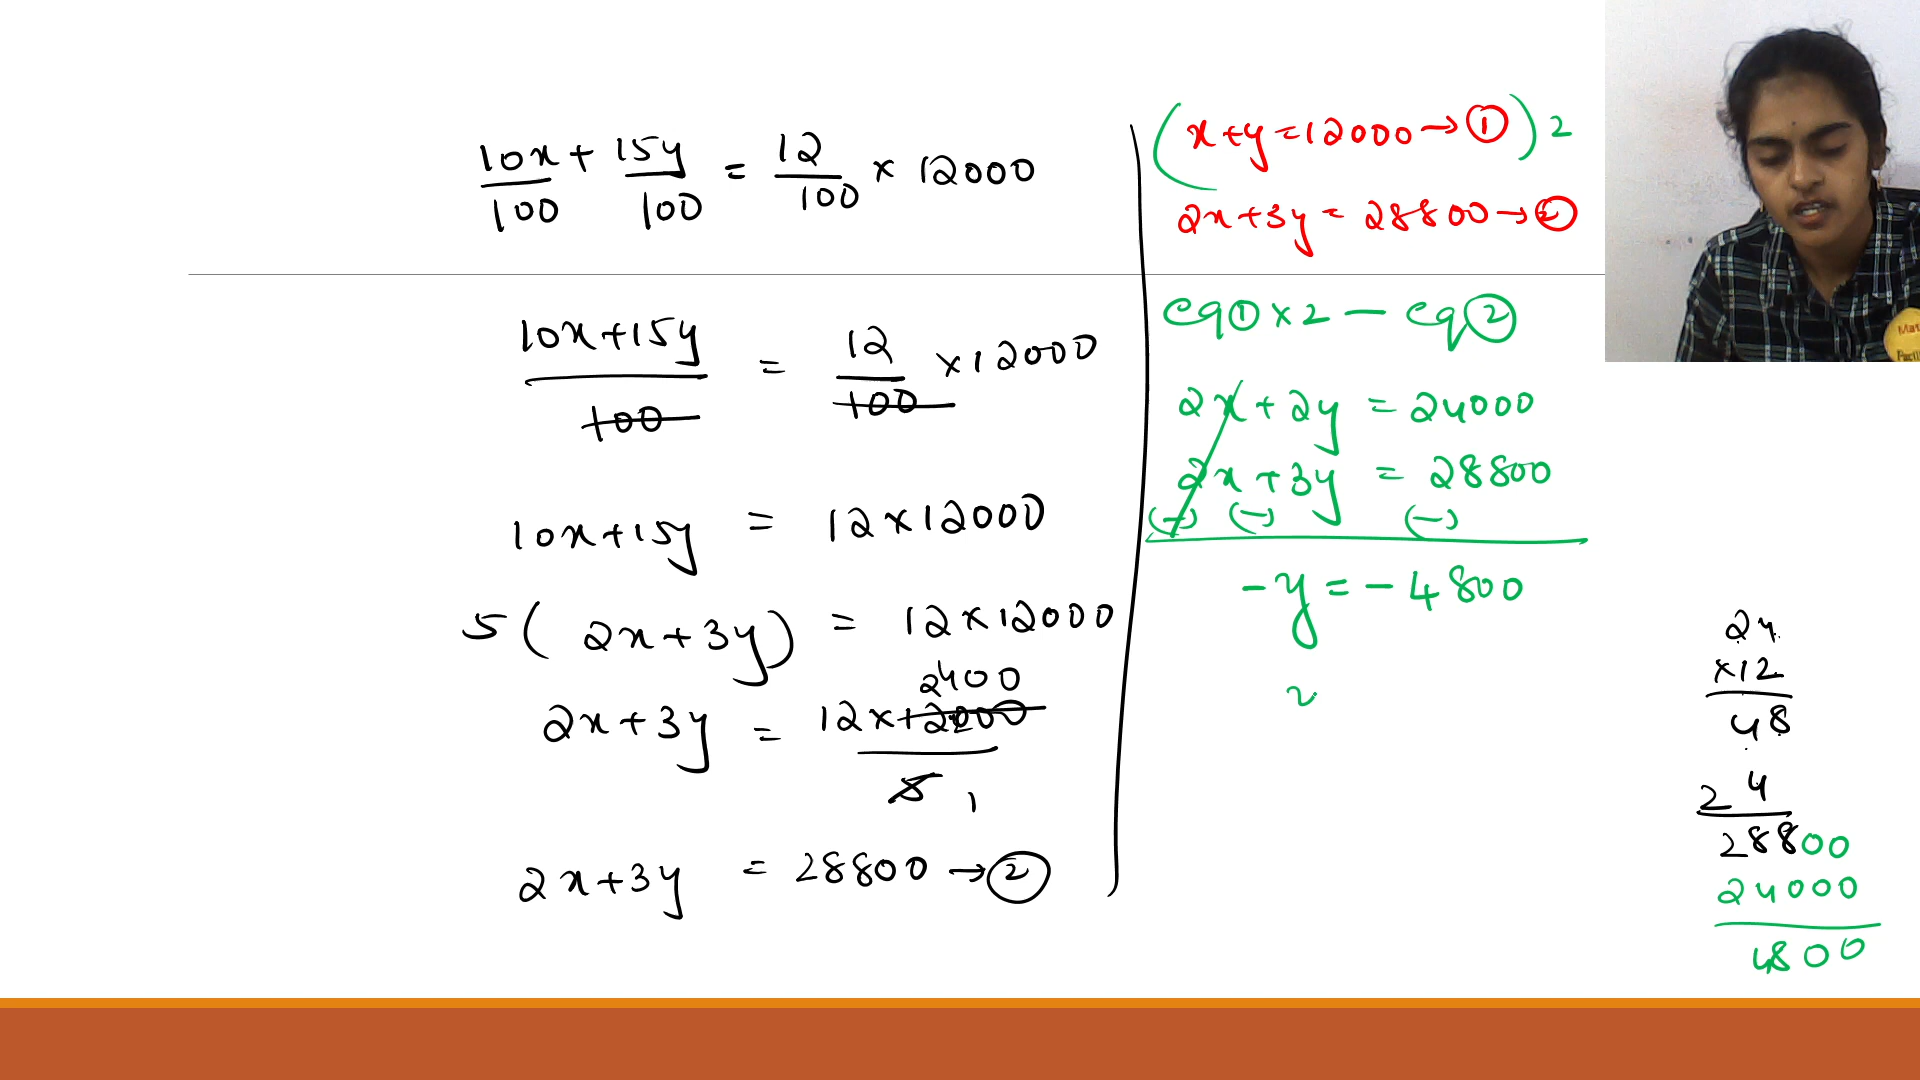 10x + 15y = 12 × 12000
100 100 100
10x+15y = 12 ×12000
100 100
10x+15y = 12×12000
5( 2x+3y) = 12×12000
2400
2x+3y = 12×12000
5 1
2x+3y = 28800 → ②
(x+y=12000→①)2
2x+3y= 28800→②
eq①×2 - eq②
2x+2y = 24000
2x+3y = 28800
(-) (-) (-)
-y = -4800
24
×12
48
24
28800
24000
4800
Mat